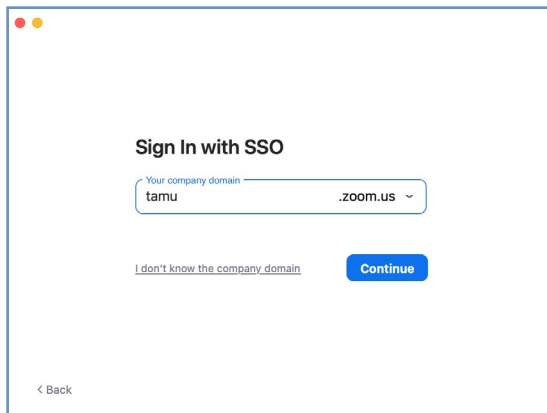 Sign In with SSO
Your company domain
tamu .zoom.us
I don't know the company domain Continue
< Back